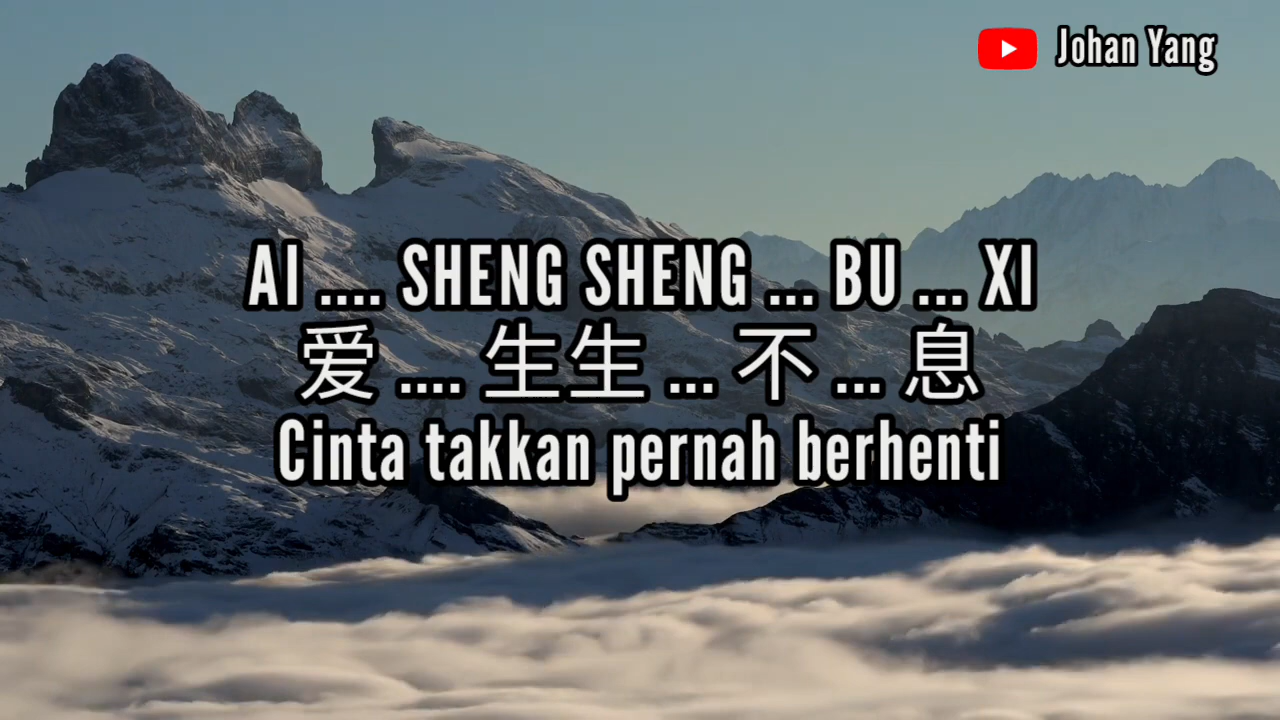 Johan Yang
AI .... SHENG SHENG ... BU ... XI
爱 .... 生生 ... 不 ... 息
Cinta takkan pernah berhenti